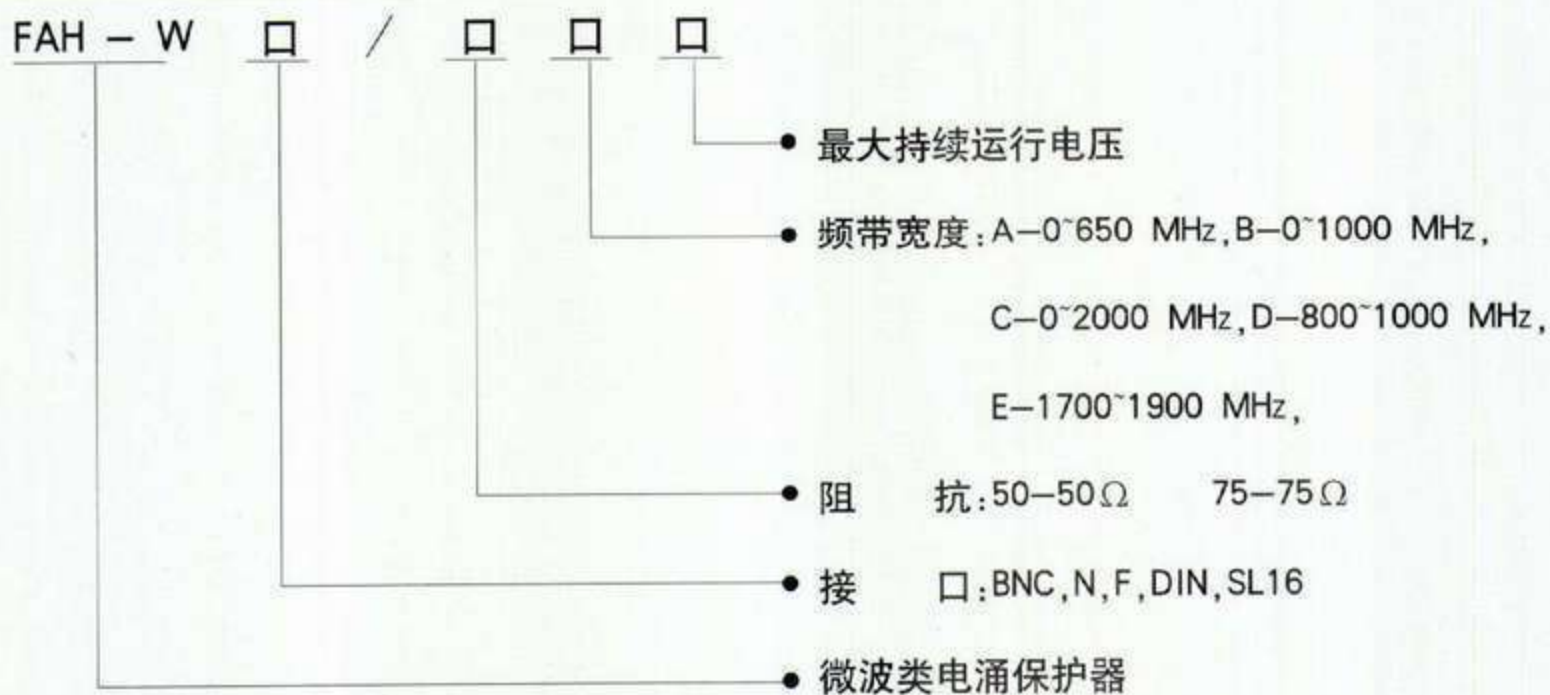 FAH – W 口 / 口 口 口
最大持续运行电压
频带宽度:A–0~650 MHz,B–0~1000 MHz,
C–0~2000 MHz,D–800~1000 MHz,
E–1700~1900 MHz,
阻 抗:50–50Ω 75–75Ω
接 口:BNC,N,F,DIN,SL16
微波类电涌保护器